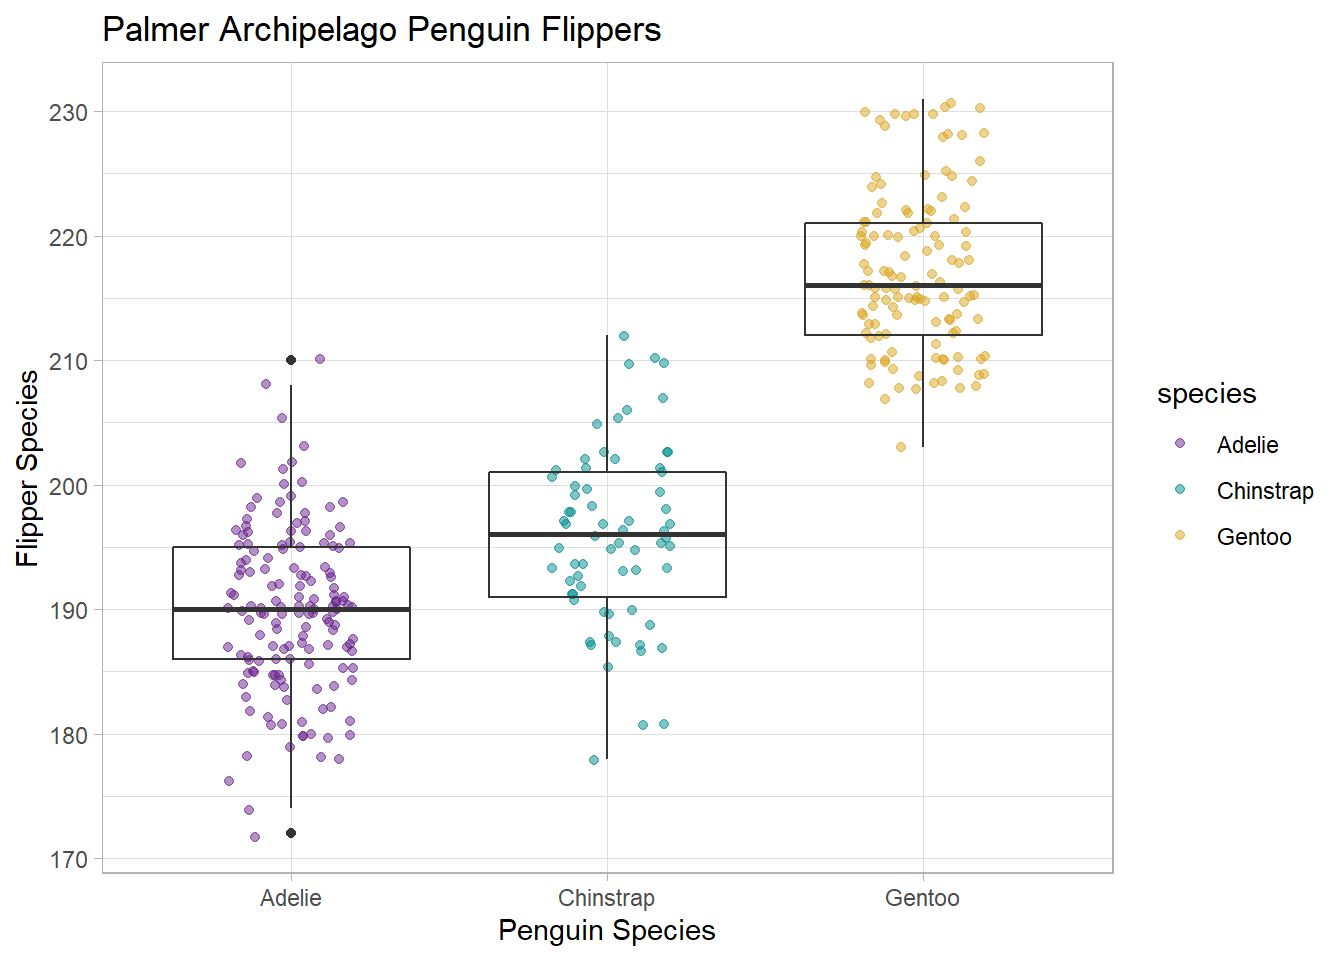 Palmer Archipelago Penguin Flippers
Flipper Species
230
220
210
200
190
180
170
Adelie
Chinstrap
Gentoo
Penguin Species
species
Adelie
Chinstrap
Gentoo